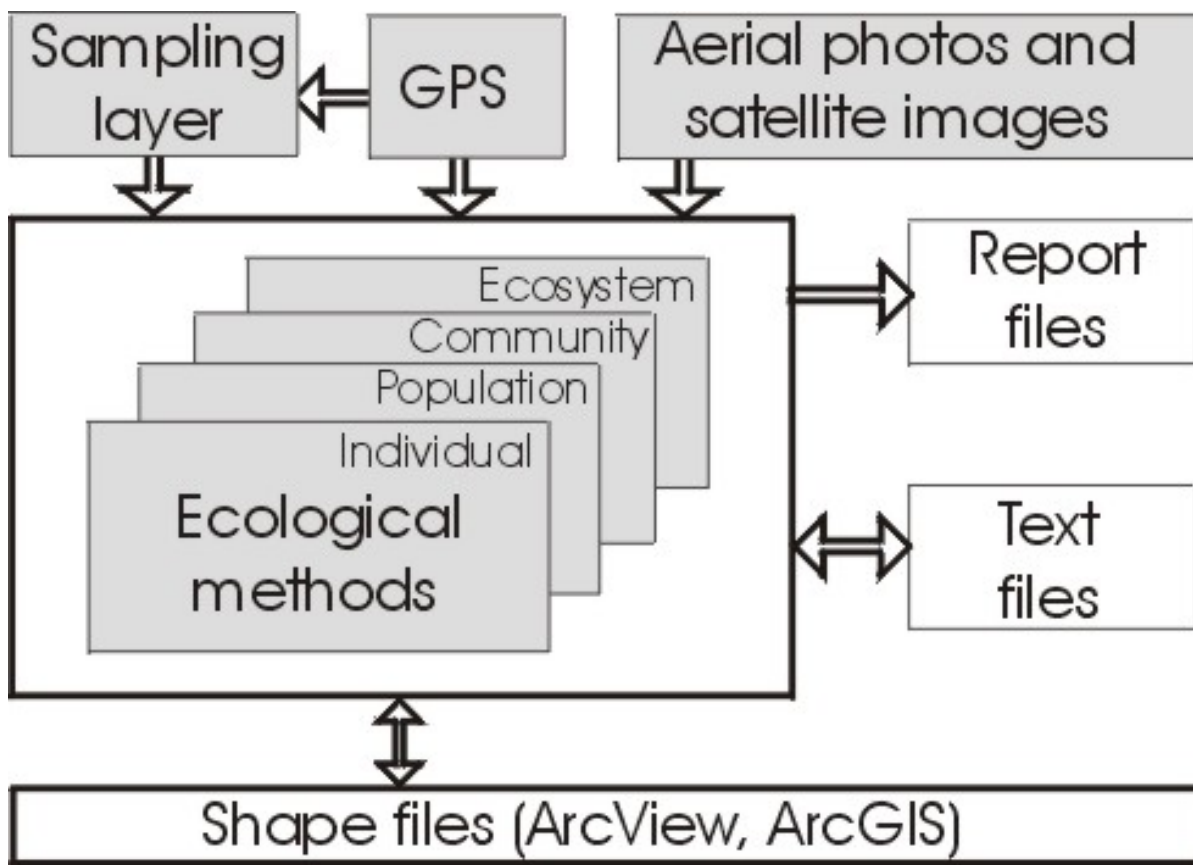 Sampling
layer
GPS
Aerial photos and
satellite images
Ecosystem
Community
Population
Individual
Ecological
methods
Report
files
Text
files
Shape files (ArcView, ArcGIS)